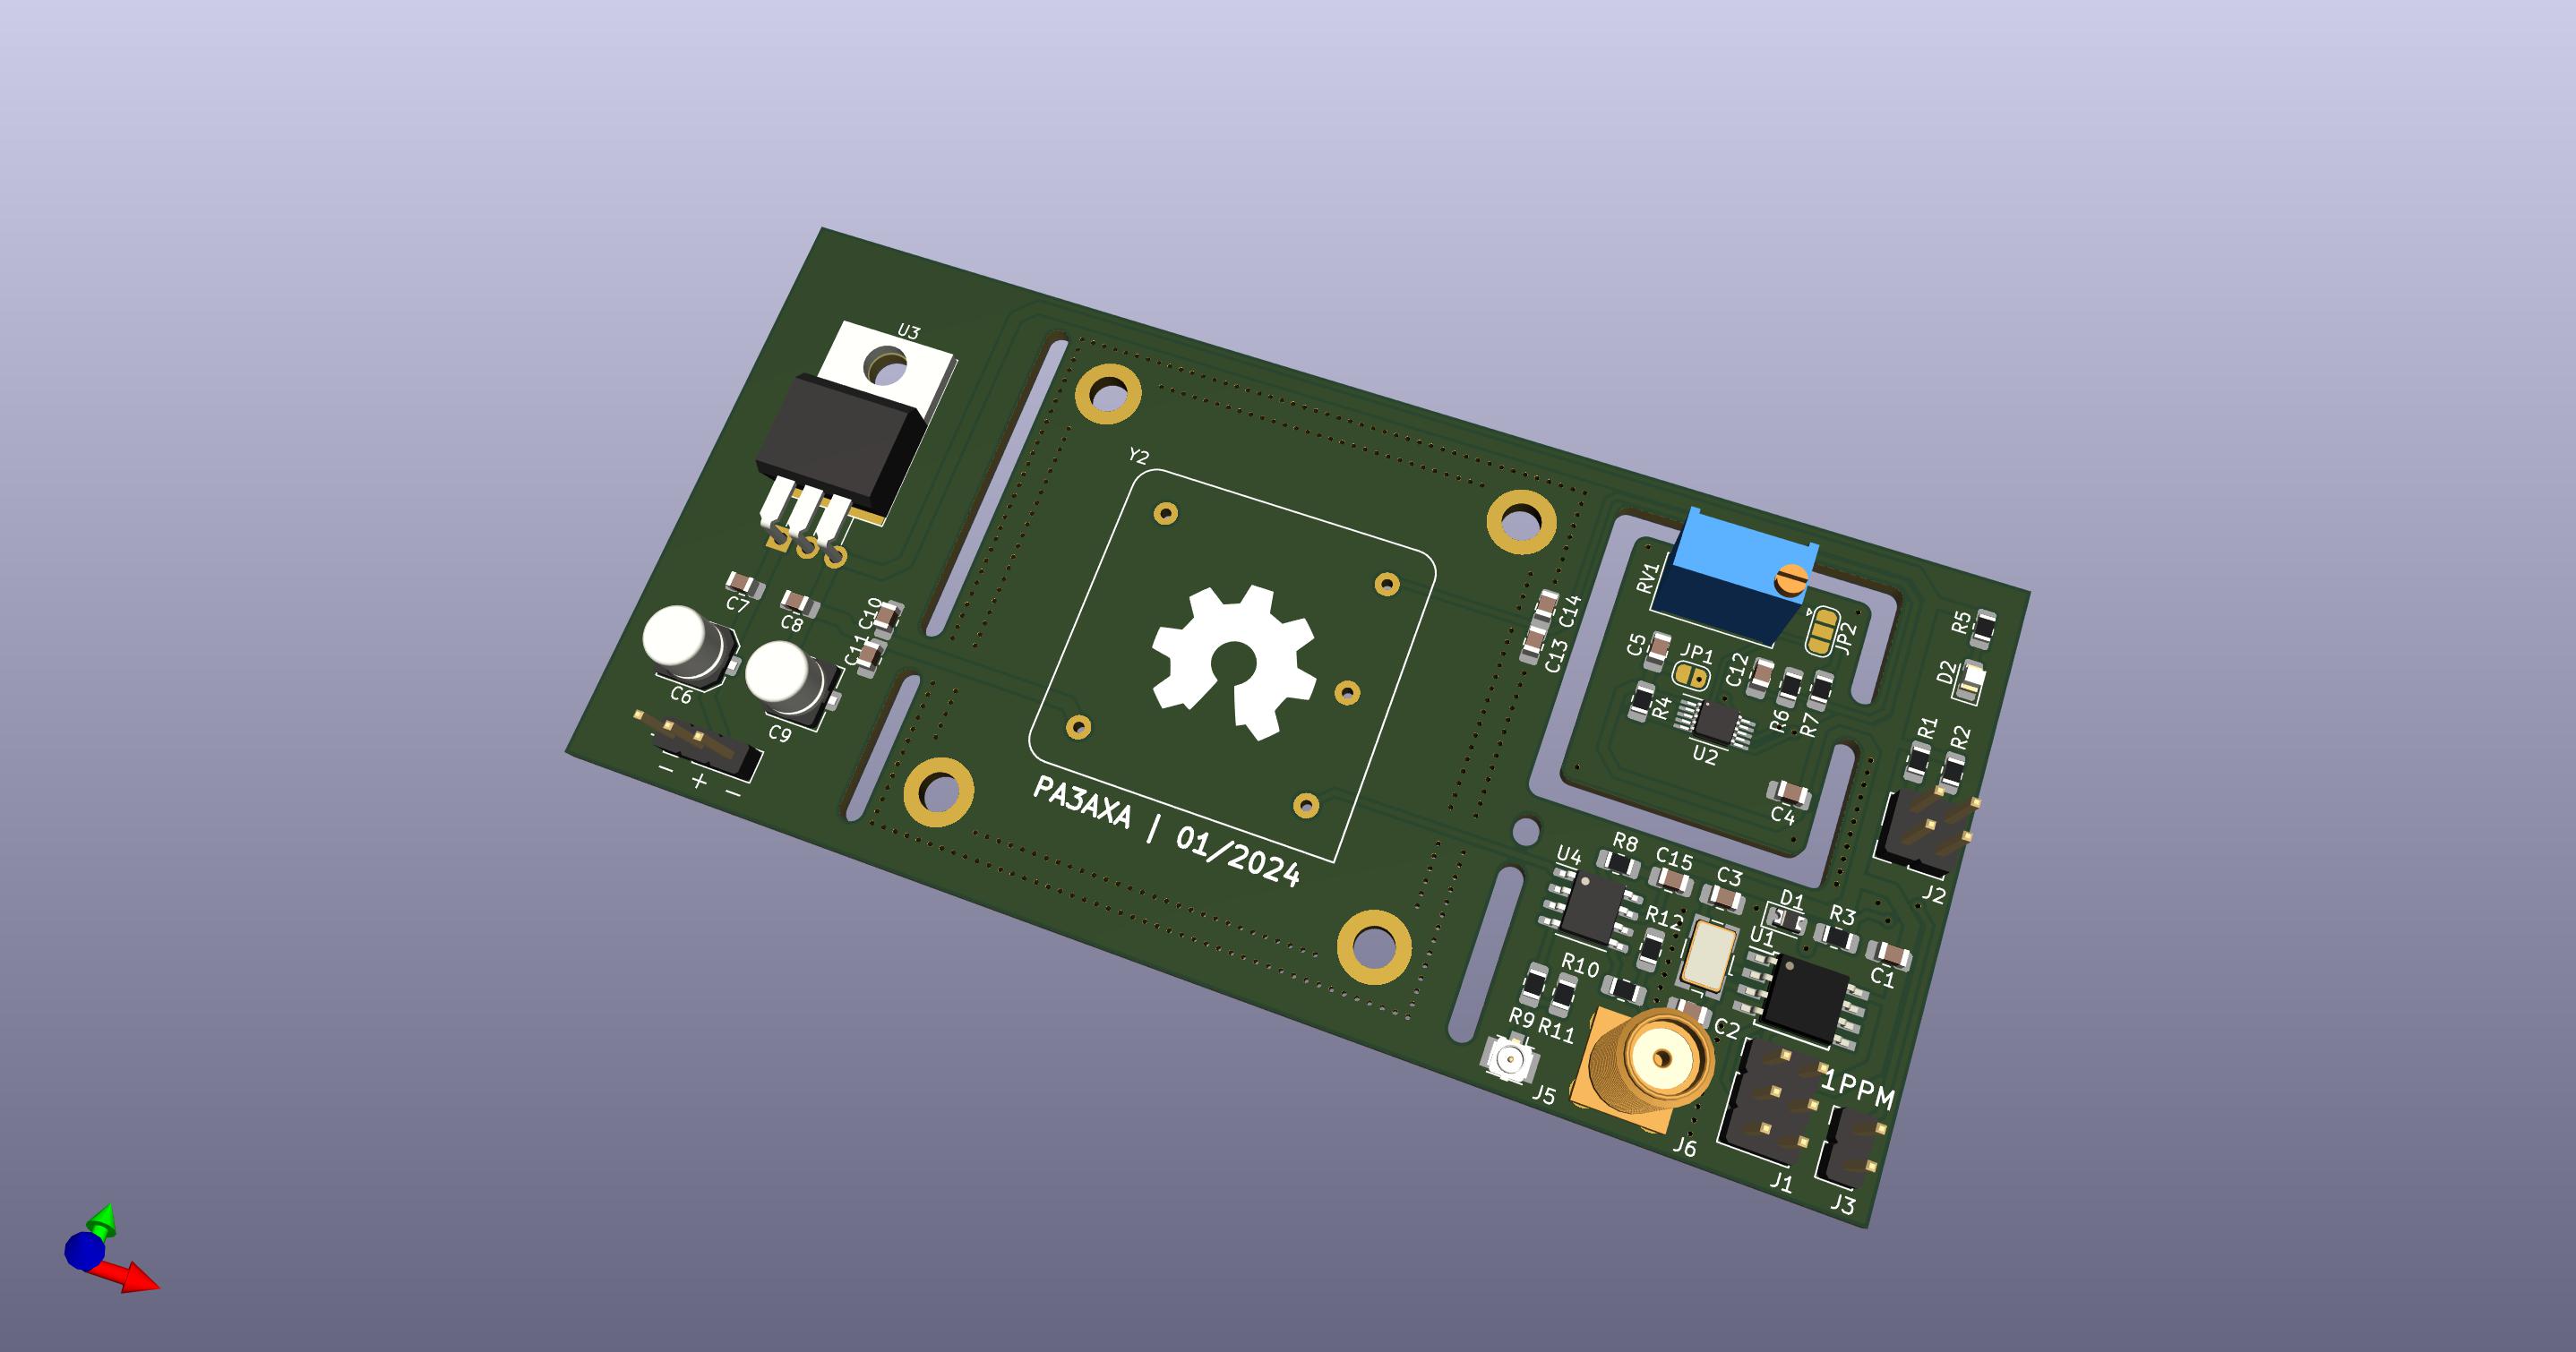 U3
Y2
C7
C8
C10
C11
C6
C9
- + -
PA3AXA | 01/2024
C14
C13
RV1
JP2
C5
JP1
C12
R4
R6
R7
U2
C4
R5
D2
R1
R2
J2
U4
R8
C15
C3
R12
D1
R3
U1
C1
R10
R9
R11
C2
J5
J6
1PPM
J1
J3